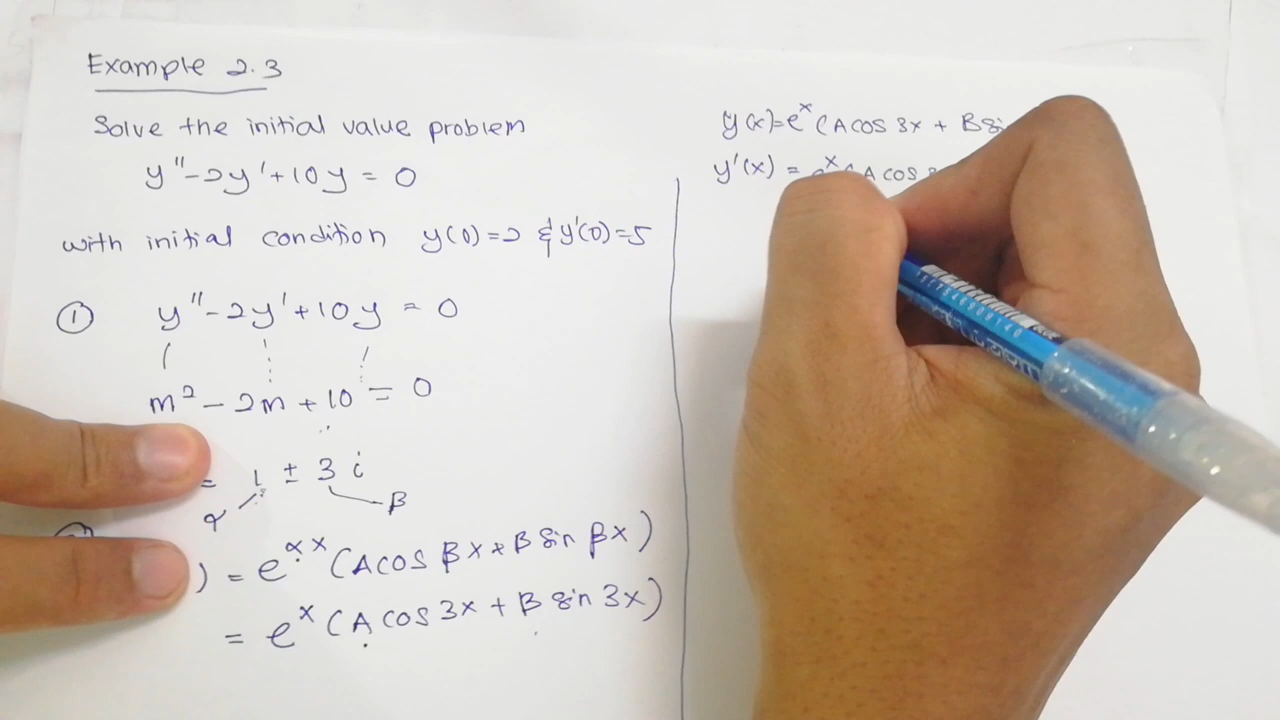 Example 2.3
Solve the initial value problem
y" - 2y' + 10y = 0
with initial condition y(0)=2 & y'(0)=5
① y" - 2y' + 10y = 0
m² - 2m + 10 = 0
= 1 ± 3i
α β
) = e^αx (A cos βx + B sin βx)
= e^x (A cos 3x + B sin 3x)
y(x) = e^x (A cos 3x + B
y'(x) = e^x (A cos